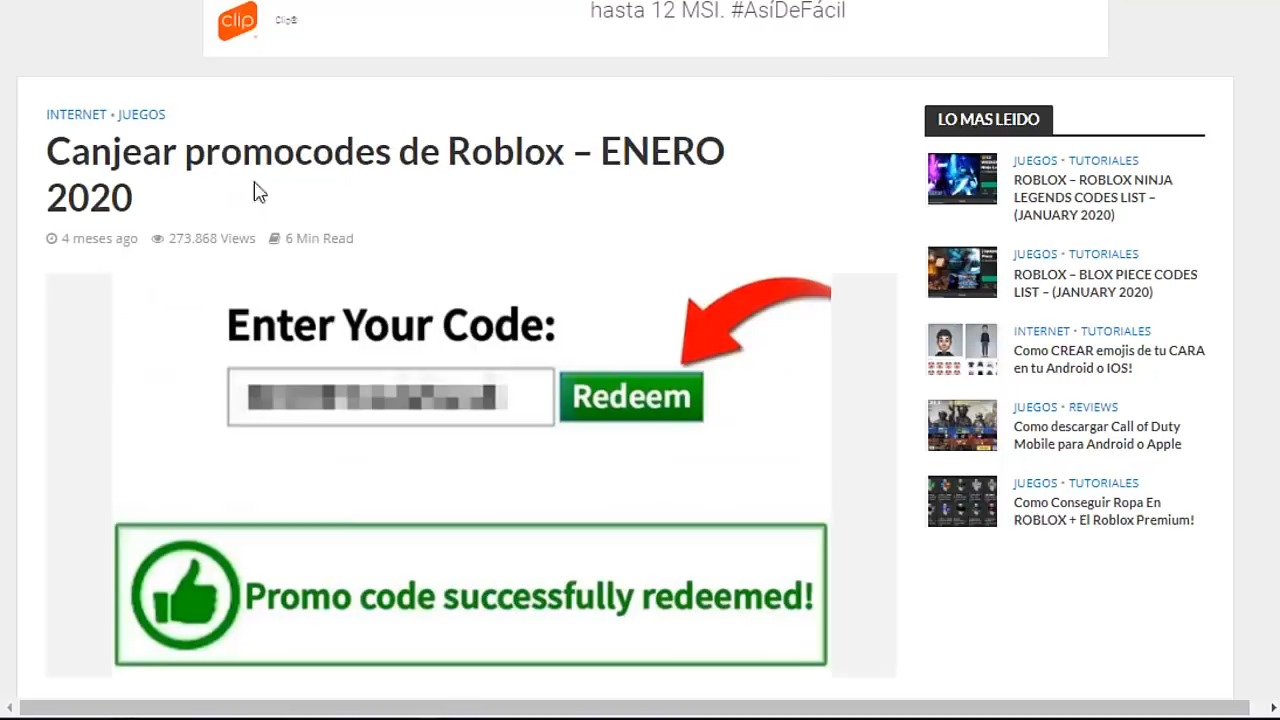 hasta 12 MSI. #AsíDeFácil
clip
Clip®
INTERNET • JUEGOS
Canjear promocodes de Roblox – ENERO
2020
4 meses ago 273.868 Views 6 Min Read
Enter Your Code:
Redeem
Promo code successfully redeemed!
LO MAS LEIDO
JUEGOS • TUTORIALES
ROBLOX – ROBLOX NINJA
LEGENDS CODES LIST –
(JANUARY 2020)
JUEGOS • TUTORIALES
ROBLOX – BLOX PIECE CODES
LIST – (JANUARY 2020)
INTERNET • TUTORIALES
Como CREAR emojis de tu CARA
en tu Android o IOS!
JUEGOS • REVIEWS
Como descargar Call of Duty
Mobile para Android o Apple
JUEGOS • TUTORIALES
Como Conseguir Ropa En
ROBLOX + El Roblox Premium!